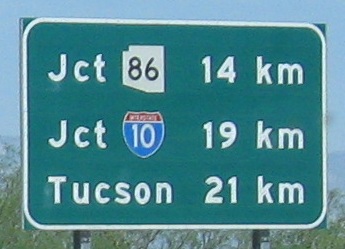 Jct 86 14 km
Jct INTERSTATE 10 19 km
Tucson 21 km